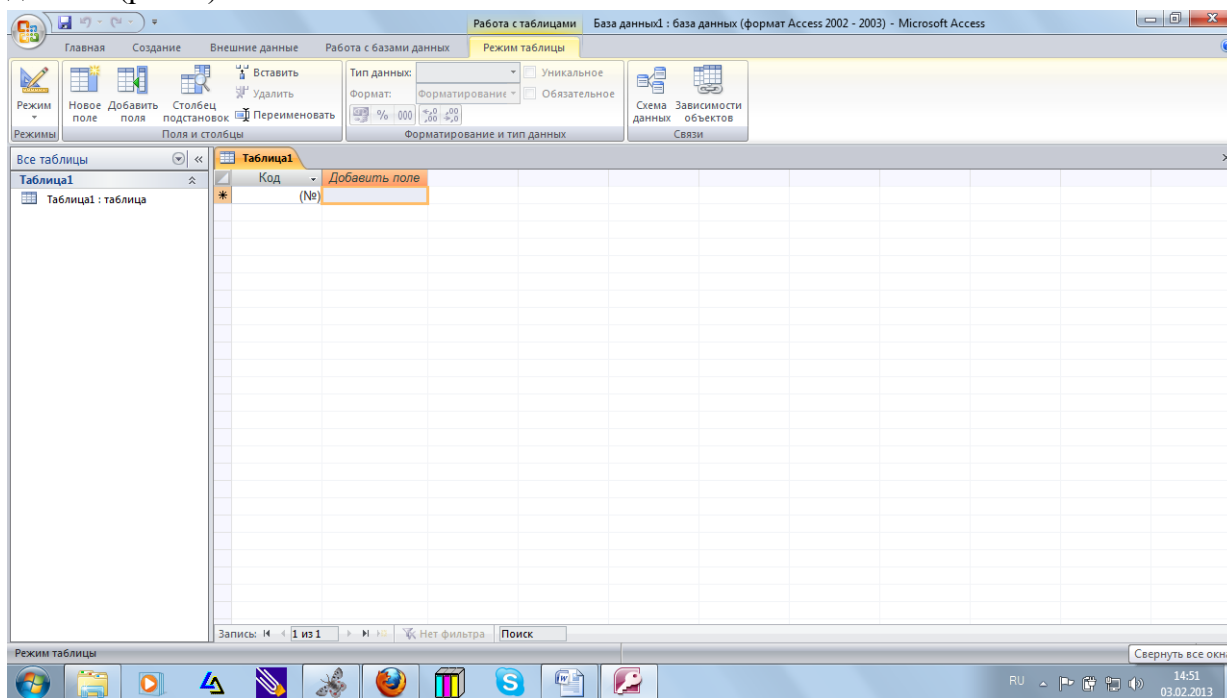 Работа с таблицами База данных1 : база данных (формат Access 2002 - 2003) - Microsoft Access
Главная Создание Внешние данные Работа с базами данных Режим таблицы
Режим
Новое поле
Добавить поля
Столбец подстановок
Вставить
Удалить
Переименовать
Тип данных:
Формат: Форматирование
% 000
Уникальное
Обязательное
Схема данных
Зависимости объектов
Режимы Поля и столбцы Форматирование и тип данных Связи
Все таблицы
Таблица1
Таблица1 : таблица
Таблица1
Код Добавить поле
(№)
Запись: 1 из 1 Нет фильтра Поиск
Режим таблицы
Свернуть все окна
RU 14:51
03.02.2013